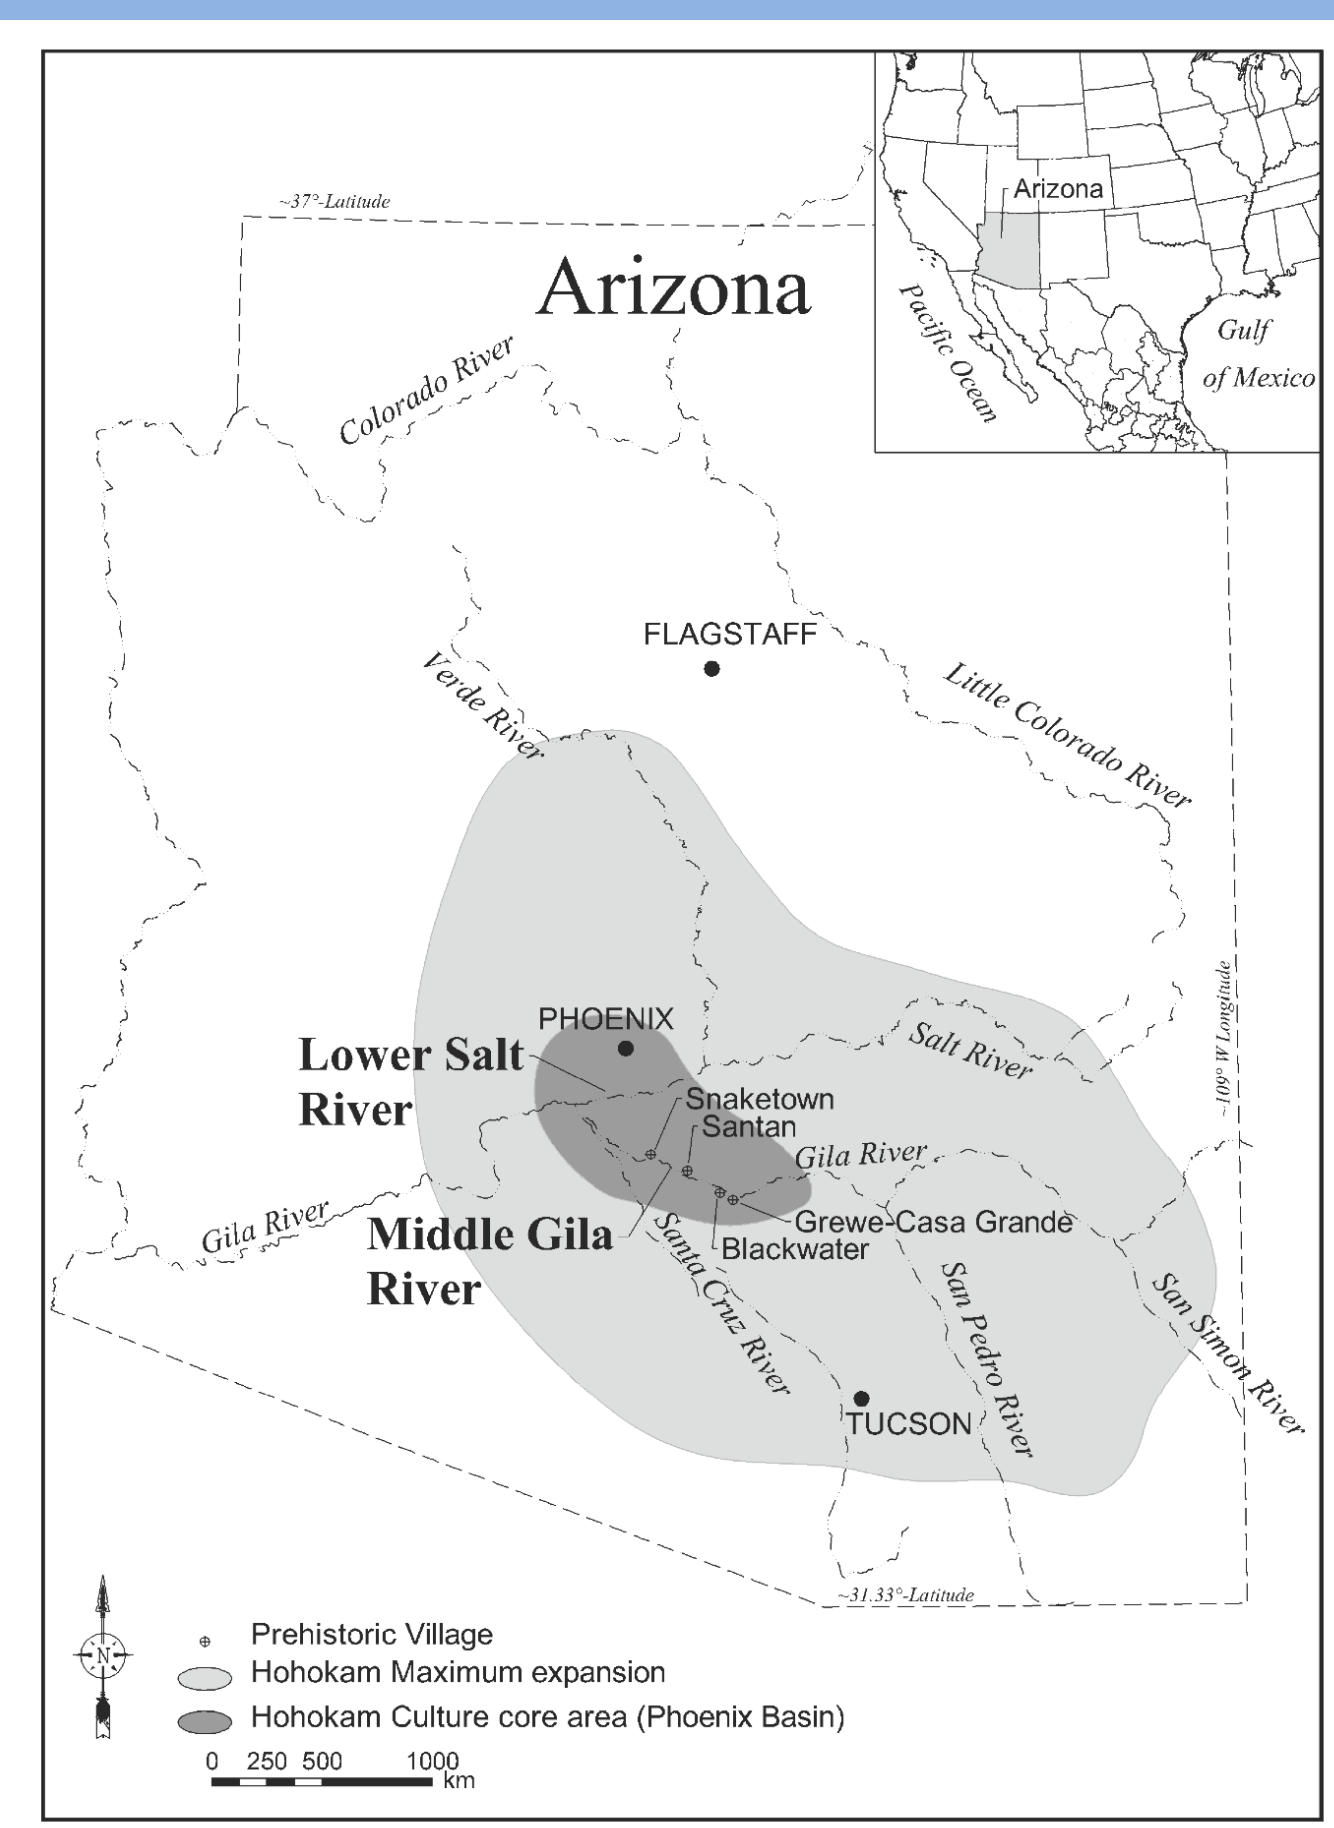 ~37°-Latitude
Arizona
Arizona
Pacific Ocean
Gulf
of Mexico
Colorado River
FLAGSTAFF
Verde River
Little Colorado River
~109° W Longitude
PHOENIX
Lower Salt
River
Salt River
Snaketown
Santan
Gila River
Gila River
Middle Gila
River
Grewe-Casa Grande
Blackwater
Santa Cruz River
San Pedro River
San Simon River
TUCSON
~31.33°-Latitude
N
Prehistoric Village
Hohokam Maximum expansion
Hohokam Culture core area (Phoenix Basin)
0 250 500 1000
km